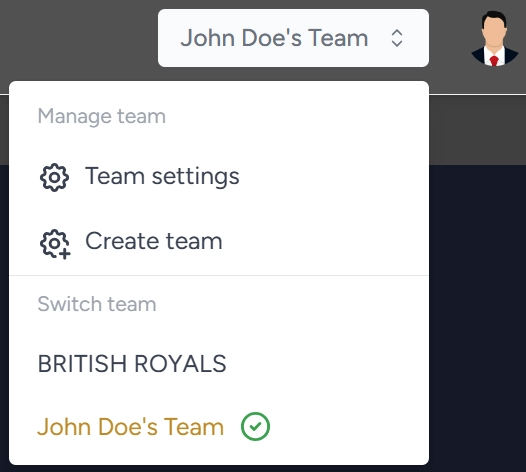 John Doe's Team
Manage team
Team settings
Create team
Switch team
BRITISH ROYALS
John Doe's Team